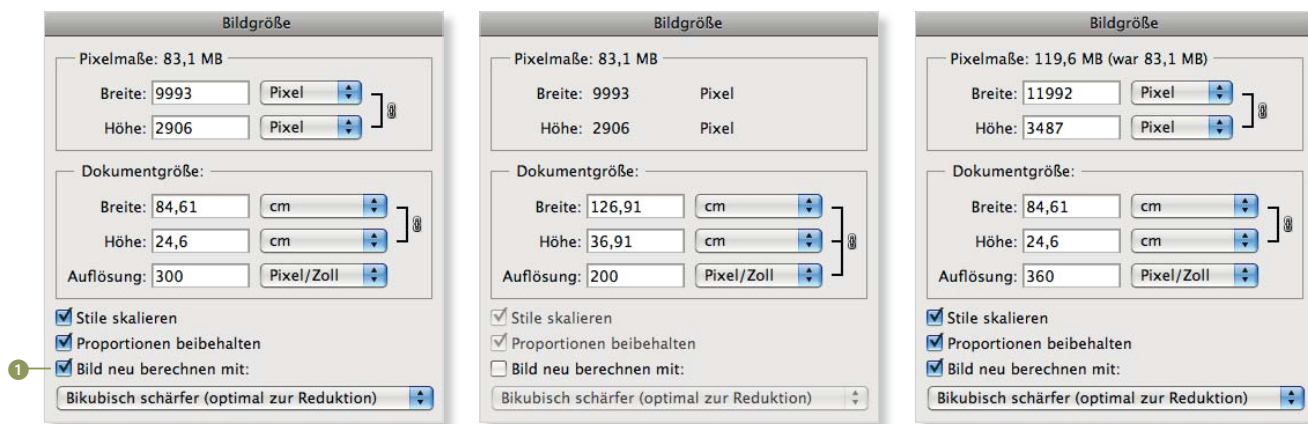 Bildgröße
Pixelmaße: 83,1 MB
Breite: 9993 Pixel
Höhe: 2906 Pixel
Dokumentgröße:
Breite: 84,61 cm
Höhe: 24,6 cm
Auflösung: 300 Pixel/Zoll
Stile skalieren
Proportionen beibehalten
1 Bild neu berechnen mit:
Bikubisch schärfer (optimal zur Reduktion)
Bildgröße
Pixelmaße: 83,1 MB
Breite: 9993 Pixel
Höhe: 2906 Pixel
Dokumentgröße:
Breite: 126,91 cm
Höhe: 36,91 cm
Auflösung: 200 Pixel/Zoll
Stile skalieren
Proportionen beibehalten
Bild neu berechnen mit:
Bikubisch schärfer (optimal zur Reduktion)
Bildgröße
Pixelmaße: 119,6 MB (war 83,1 MB)
Breite: 11992 Pixel
Höhe: 3487 Pixel
Dokumentgröße:
Breite: 84,61 cm
Höhe: 24,6 cm
Auflösung: 360 Pixel/Zoll
Stile skalieren
Proportionen beibehalten
Bild neu berechnen mit:
Bikubisch schärfer (optimal zur Reduktion)